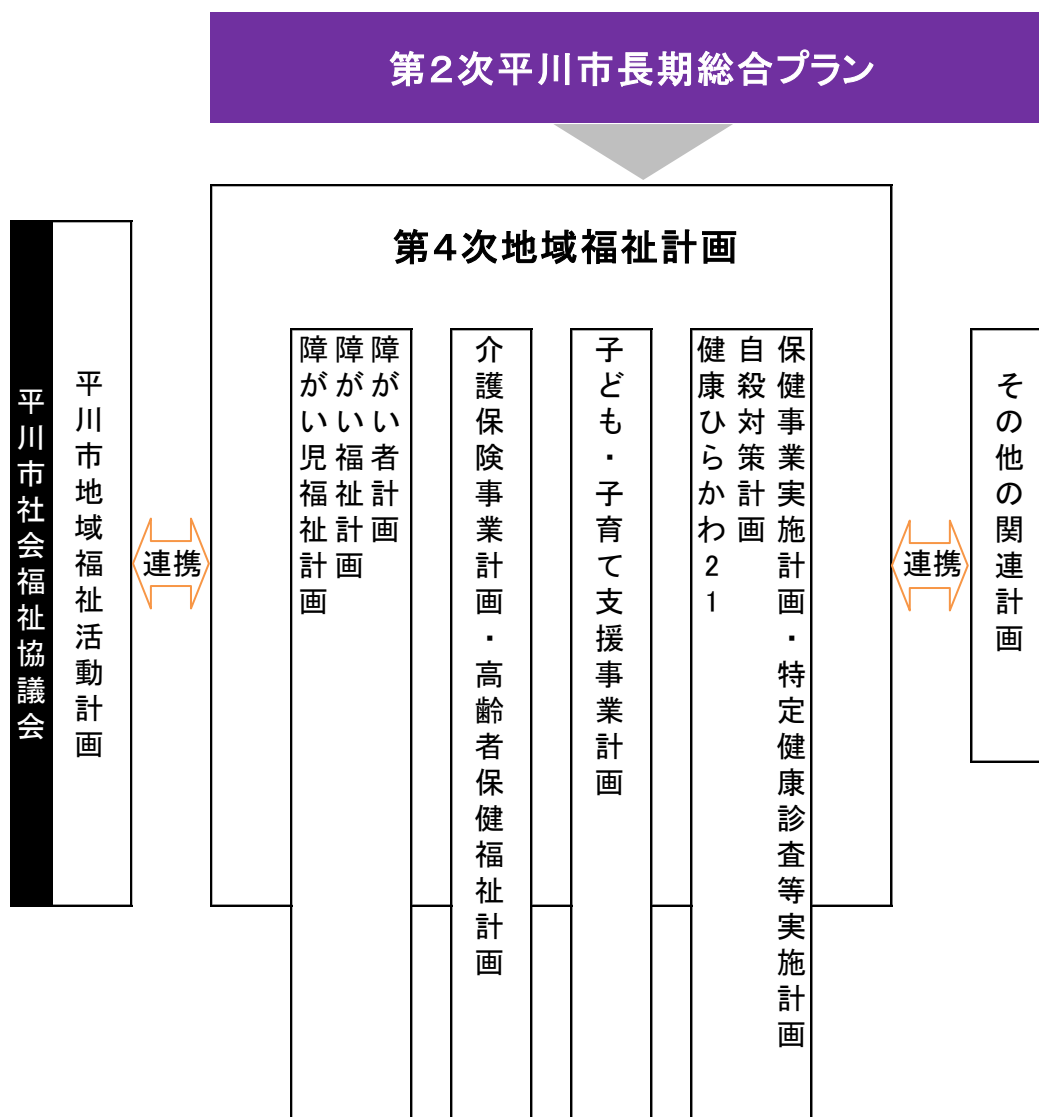 第２次平川市長期総合プラン
第４次地域福祉計画
平川市社会福祉協議会
平川市地域福祉活動計画
連携
障がい者計画
障がい福祉計画
障がい児福祉計画
介護保険事業計画・高齢者保健福祉計画
子ども・子育て支援事業計画
保健事業実施計画・特定健康診査等実施計画
自殺対策計画
健康ひらかわ２１
連携
その他の関連計画